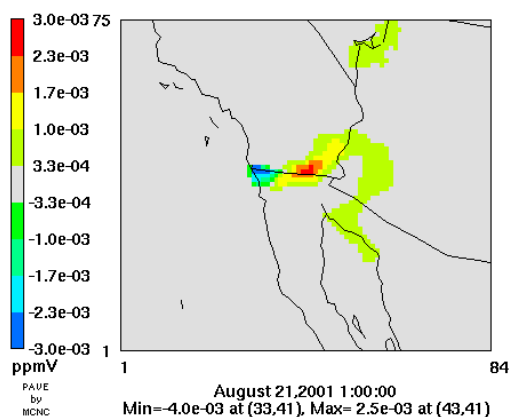 3.0e-03
75
2.3e-03
1.7e-03
1.0e-03
3.3e-04
-3.3e-04
-1.0e-03
-1.7e-03
-2.3e-03
-3.0e-03
1
ppmV
1
84
PAVE
by
MCNC
August 21,2001 1:00:00
Min=-4.0e-03 at (33,41), Max= 2.5e-03 at (43,41)